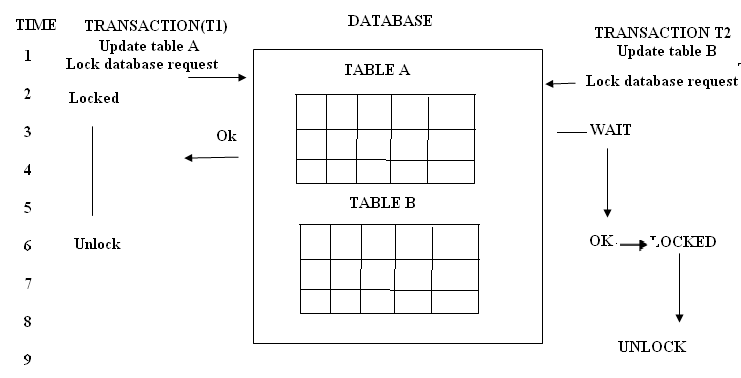 TIME
TRANSACTION(T1)
DATABASE
TRANSACTION T2
Update table A
Update table B
1
Lock database request
TABLE A
Lock database request
2
Locked
3
Ok
WAIT
4
5
TABLE B
6
Unlock
OK
LOCKED
7
8
UNLOCK
9